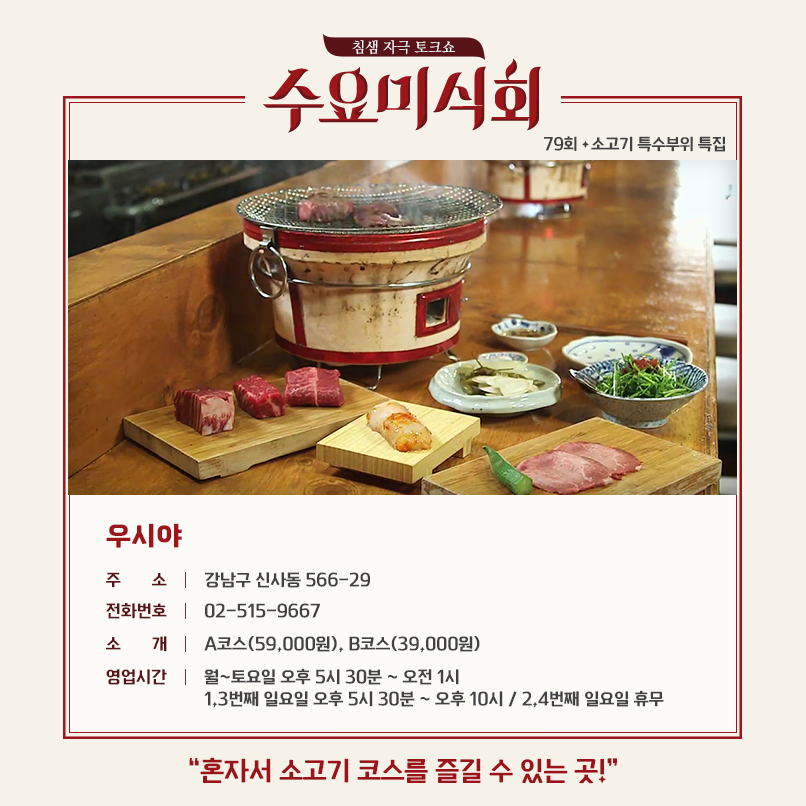 침샘 자극 토크쇼
수요미식회
79회 + 소고기 특수부위 특집
우시야
주 소 | 강남구 신사동 566-29
전화번호 | 02-515-9667
소 개 | A코스(59,000원), B코스(39,000원)
영업시간 | 월~토요일 오후 5시 30분 ~ 오전 1시
1,3번째 일요일 오후 5시 30분 ~ 오후 10시 / 2,4번째 일요일 휴무
“혼자서 소고기 코스를 즐길 수 있는 곳!”